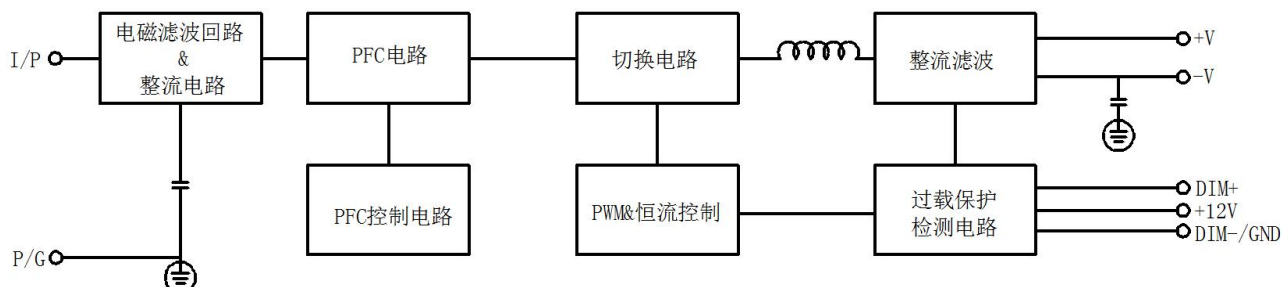 I/P
电磁滤波回路
&
整流电路
PFC电路
切换电路
整流滤波
+V
-V
PFC控制电路
PWM&恒流控制
过载保护
检测电路
DIM+
+12V
DIM-/GND
P/G